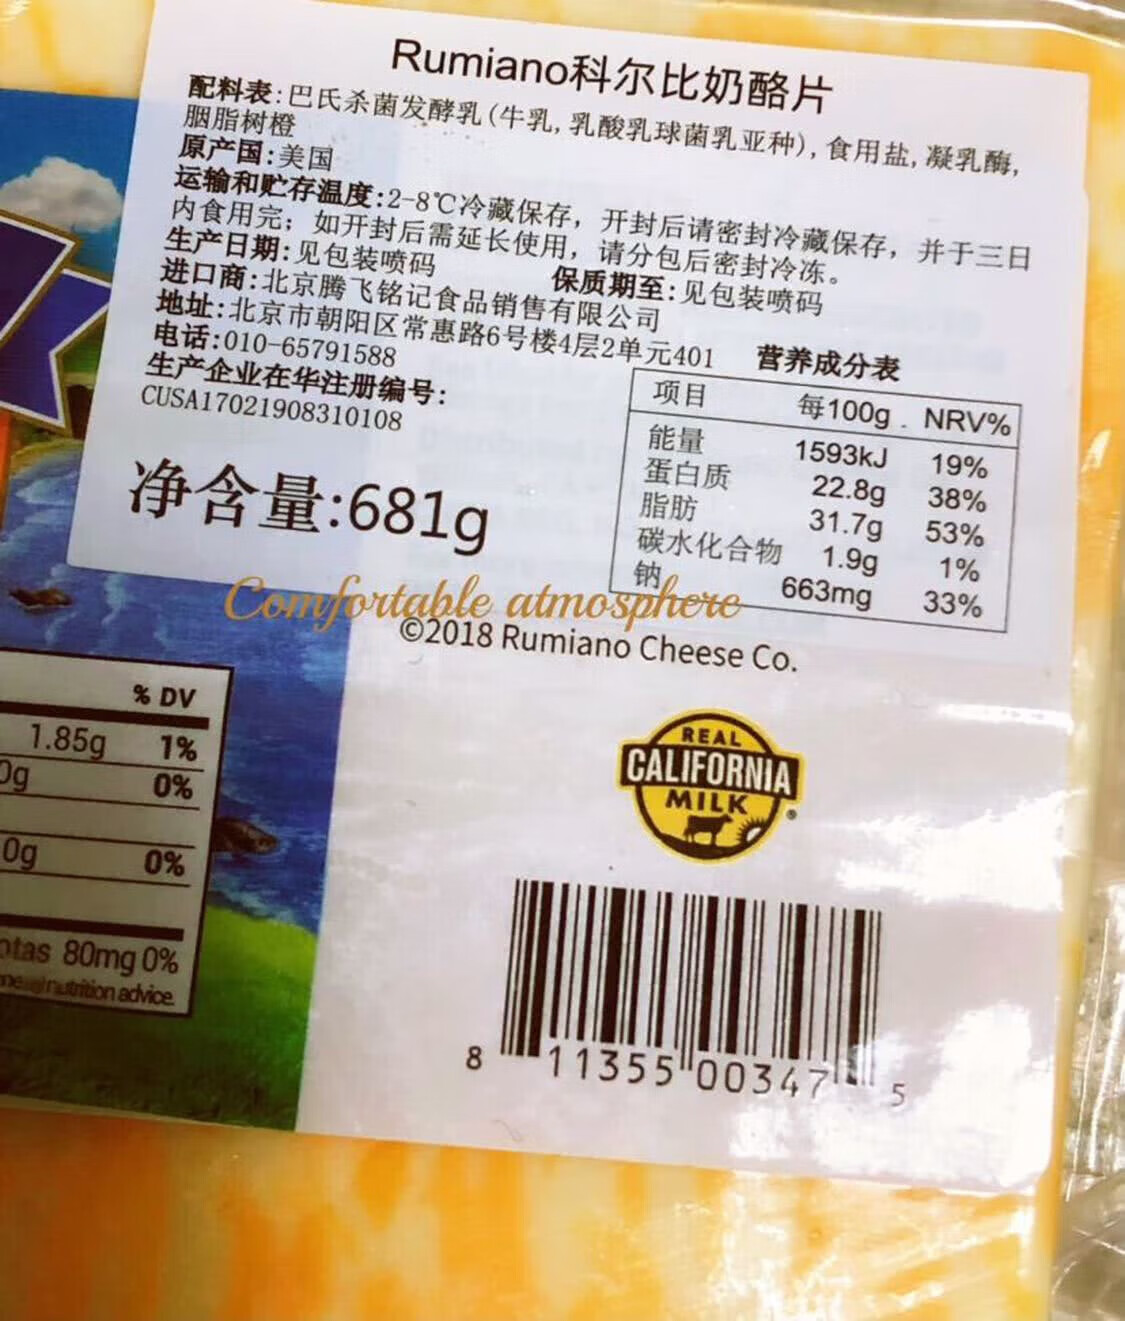 Rumiano科尔比奶酪片
配料表:巴氏杀菌发酵乳(牛乳,乳酸乳球菌乳亚种),食用盐,凝乳酶,
胭脂树橙
原产国:美国
运输和贮存温度:2-8℃冷藏保存，开封后请密封冷藏保存，并于三日
内食用完；如开封后需延长使用，请分包后密封冷冻。
生产日期:见包装喷码 保质期至:见包装喷码
进口商:北京腾飞铭记食品销售有限公司
地址:北京市朝阳区常惠路6号楼4层2单元401
电话:010-65791588
生产企业在华注册编号:
CUSA17021908310108
净含量:681g
营养成分表
项目 每100g NRV%
能量 1593kJ 19%
蛋白质 22.8g 38%
脂肪 31.7g 53%
碳水化合物 1.9g 1%
钠 663mg 33%
Comfortable atmosphere
©2018 Rumiano Cheese Co.
% DV
1.85g 1%
0g 0%
0g 0%
otas 80mg 0%
nutrition advice.
REAL
CALIFORNIA
MILK
8 11355 00347 5